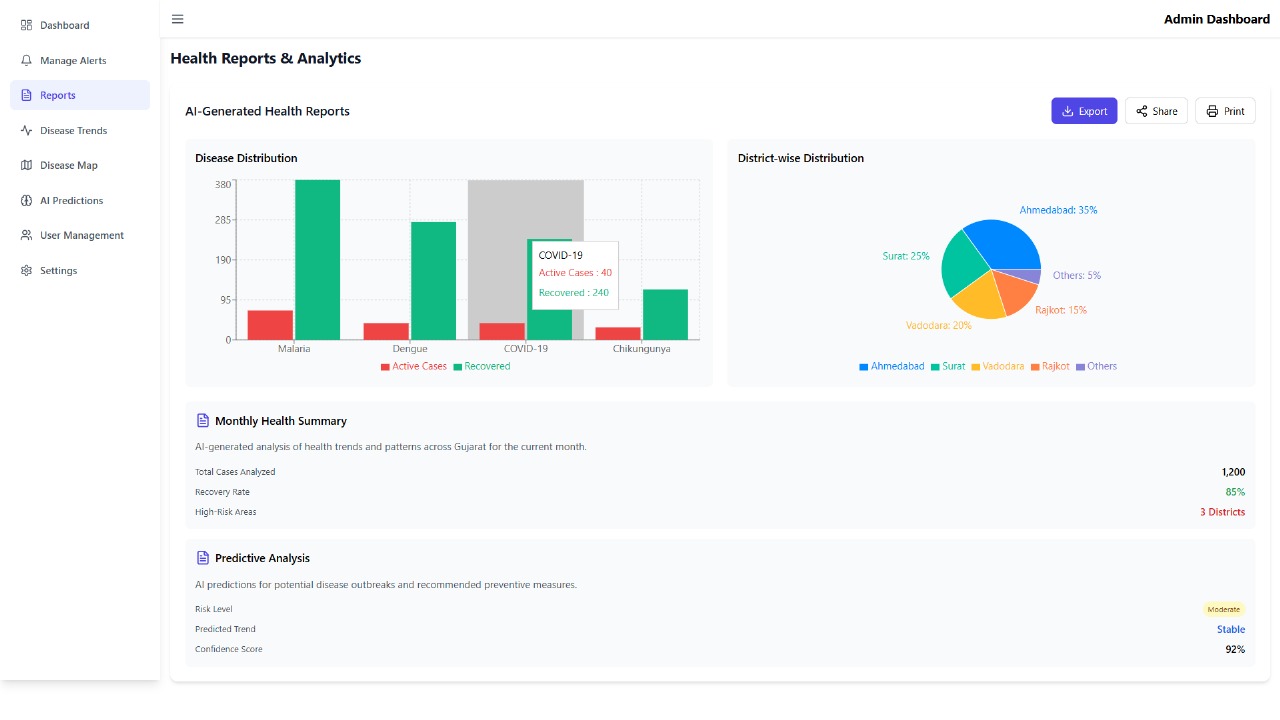 Dashboard
Manage Alerts
Reports
Disease Trends
Disease Map
AI Predictions
User Management
Settings
Admin Dashboard
Health Reports & Analytics
AI-Generated Health Reports
Export
Share
Print
Disease Distribution
380
285
190
95
0
Malaria
Dengue
COVID-19
Chikungunya
COVID-19
Active Cases : 40
Recovered : 240
Active Cases Recovered
District-wise Distribution
Ahmedabad: 35%
Surat: 25%
Others: 5%
Rajkot: 15%
Vadodara: 20%
Ahmedabad Surat Vadodara Rajkot Others
Monthly Health Summary
AI-generated analysis of health trends and patterns across Gujarat for the current month.
Total Cases Analyzed 1,200
Recovery Rate 85%
High-Risk Areas 3 Districts
Predictive Analysis
AI predictions for potential disease outbreaks and recommended preventive measures.
Risk Level Moderate
Predicted Trend Stable
Confidence Score 92%